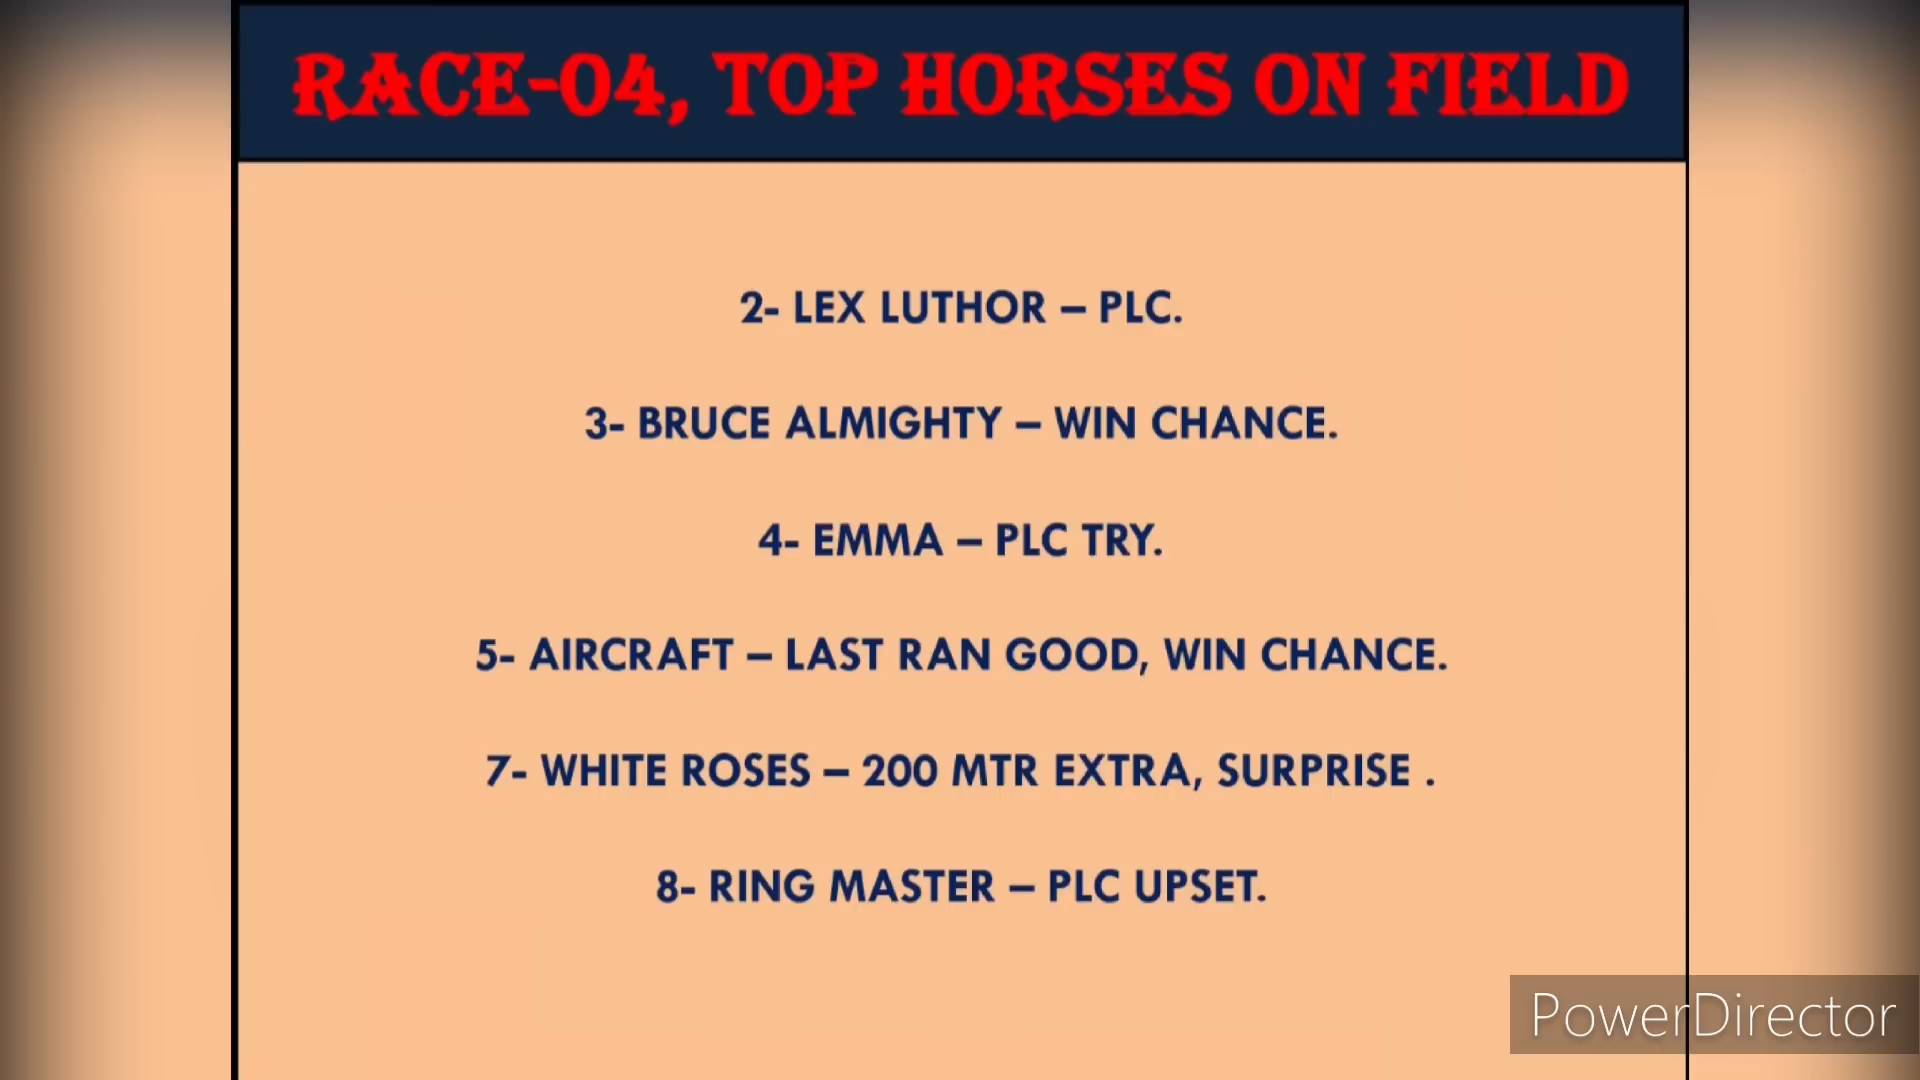 RACE-04, TOP HORSES ON FIELD
2- LEX LUTHOR – PLC.
3- BRUCE ALMIGHTY – WIN CHANCE.
4- EMMA – PLC TRY.
5- AIRCRAFT – LAST RAN GOOD, WIN CHANCE.
7- WHITE ROSES – 200 MTR EXTRA, SURPRISE .
8- RING MASTER – PLC UPSET.
PowerDirector